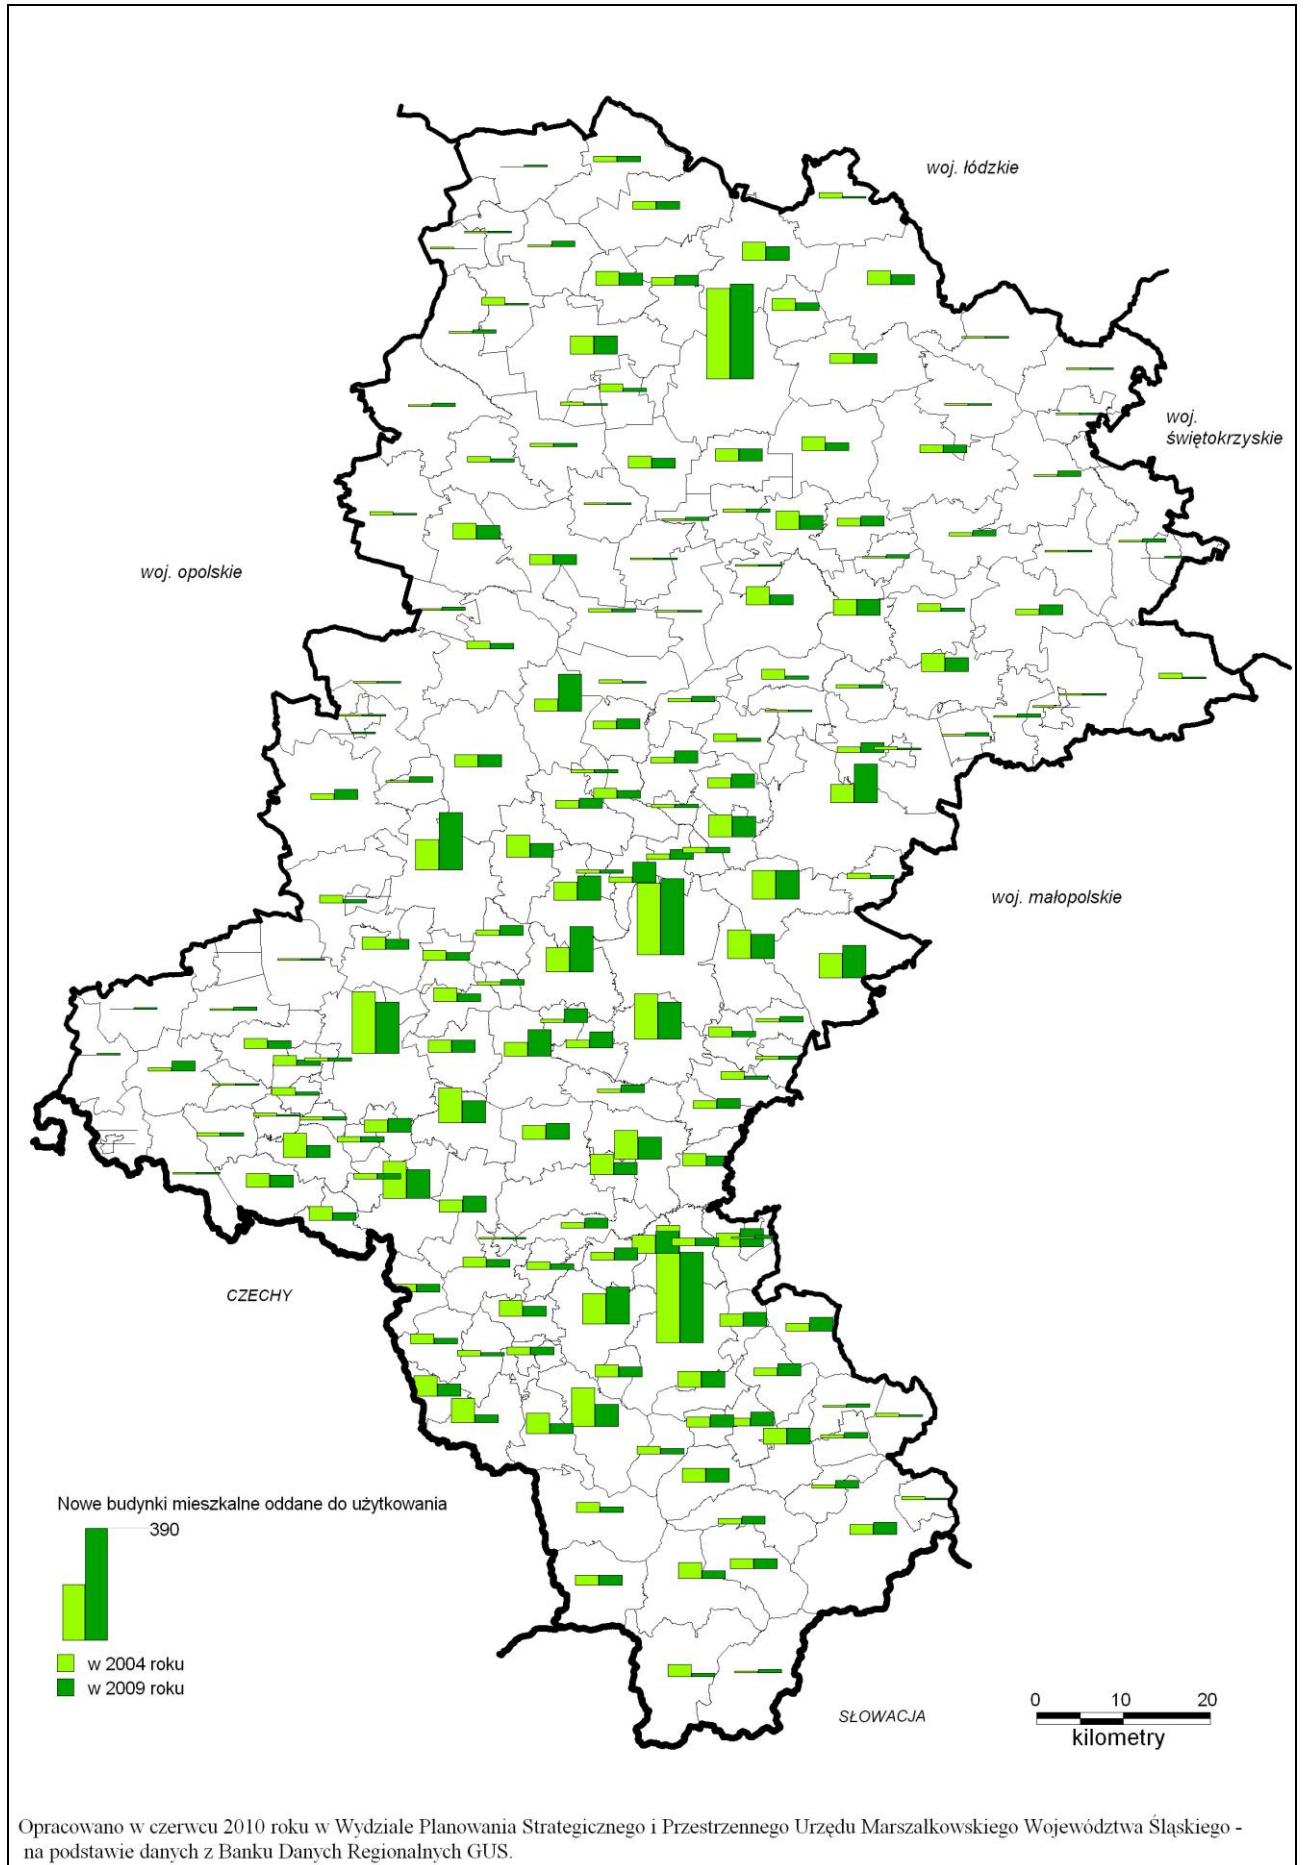 woj. łódzkie
woj.
świętokrzyskie
woj. opolskie
woj. małopolskie
CZECHY
Nowe budynki mieszkalne oddane do użytkowania
390
w 2004 roku
w 2009 roku
SŁOWACJA
0 10 20
kilometry
Opracowano w czerwcu 2010 roku w Wydziale Planowania Strategicznego i Przestrzennego Urzędu Marszałkowskiego Województwa Śląskiego -
na podstawie danych z Banku Danych Regionalnych GUS.